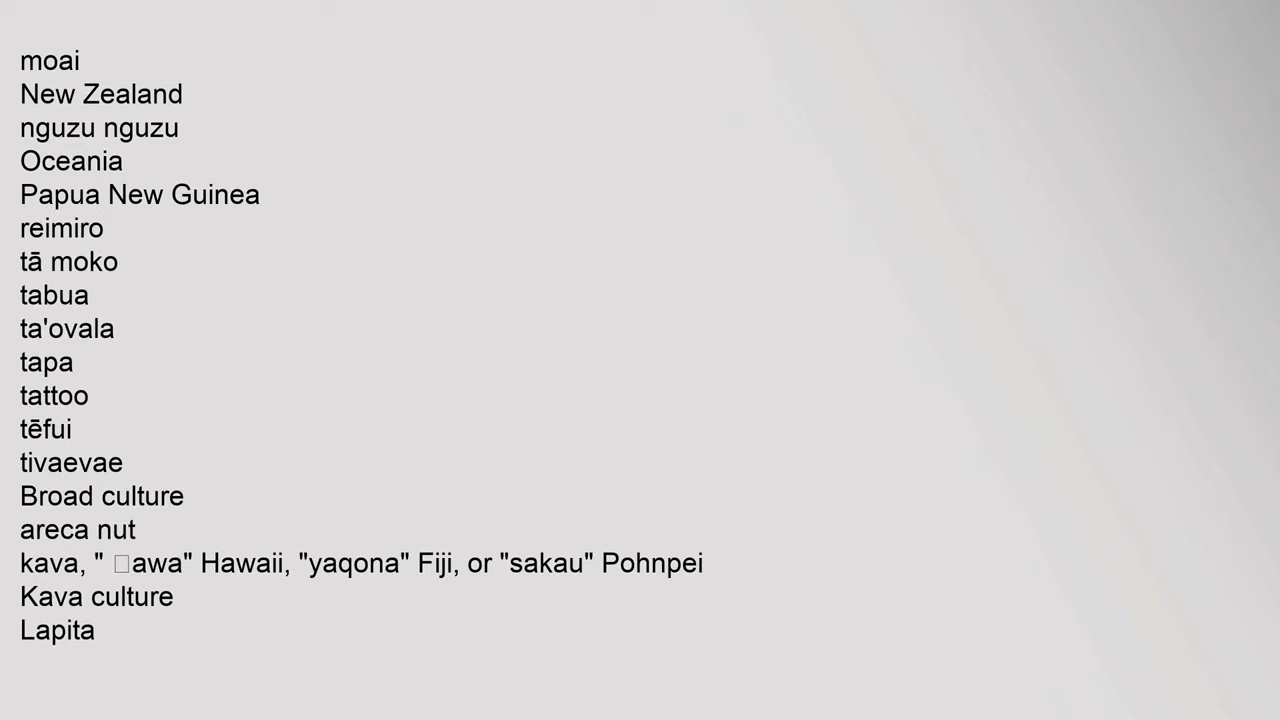 moai
New Zealand
nguzu nguzu
Oceania
Papua New Guinea
reimiro
tā moko
tabua
ta'ovala
tapa
tattoo
tēfui
tivaevae
Broad culture
areca nut
kava, " □awa" Hawaii, "yaqona" Fiji, or "sakau" Pohnpei
Kava culture
Lapita